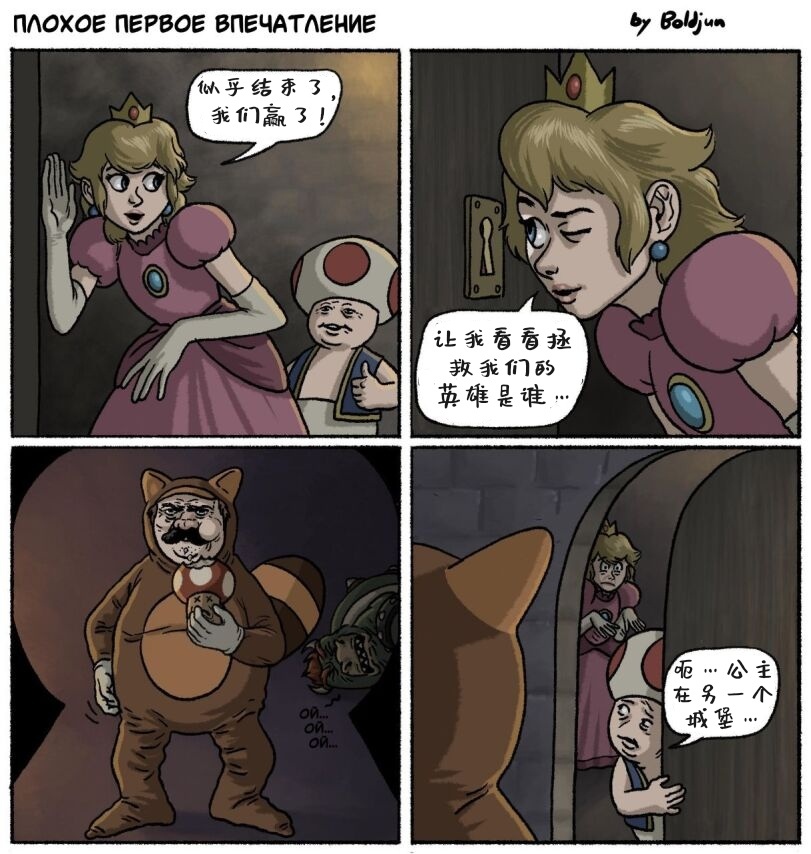 ПЛОХОЕ ПЕРВОЕ ВПЕЧАТЛЕНИЕ
by Boldjun
似乎结束了,
我们赢了!
让我看看拯
救我们的
英雄是谁…
ОЙ...
ОЙ...
ОЙ...
呃…公主
在另一个
城堡…